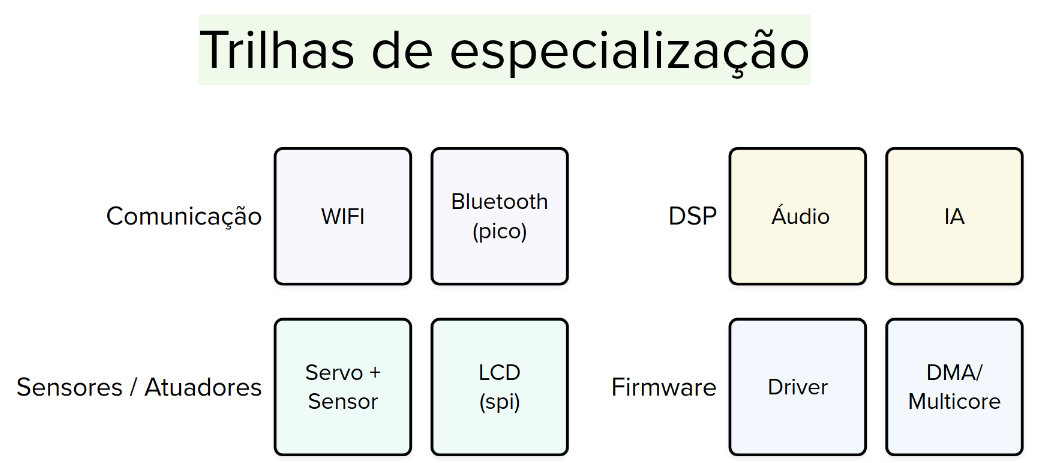 Trilhas de especialização
Comunicação
WIFI
Bluetooth
(pico)
DSP
Áudio
IA
Sensores / Atuadores
Servo +
Sensor
LCD
(spi)
Firmware
Driver
DMA/
Multicore